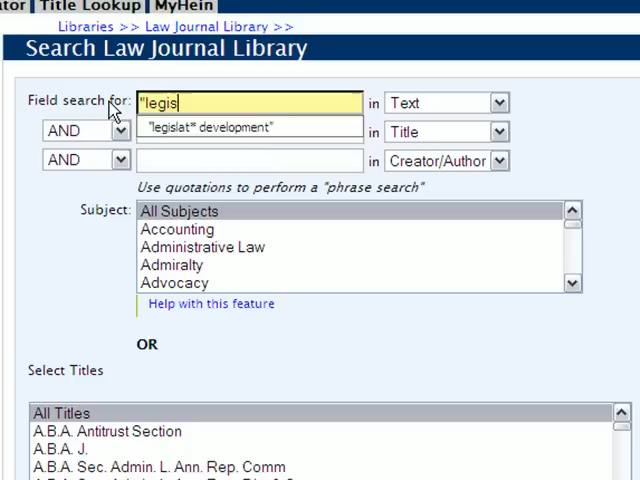 ator Title Lookup MyHein
Libraries >> Law Journal Library >>
Search Law Journal Library
Field search for: "legis in Text
AND "legislat* development" in Title
AND in Creator/Author
Use quotations to perform a "phrase search"
Subject: All Subjects
Accounting
Administrative Law
Admiralty
Advocacy
Help with this feature
OR
Select Titles
All Titles
A.B.A. Antitrust Section
A.B.A. J.
A.B.A. Sec. Admin. L. Ann. Rep. Comm